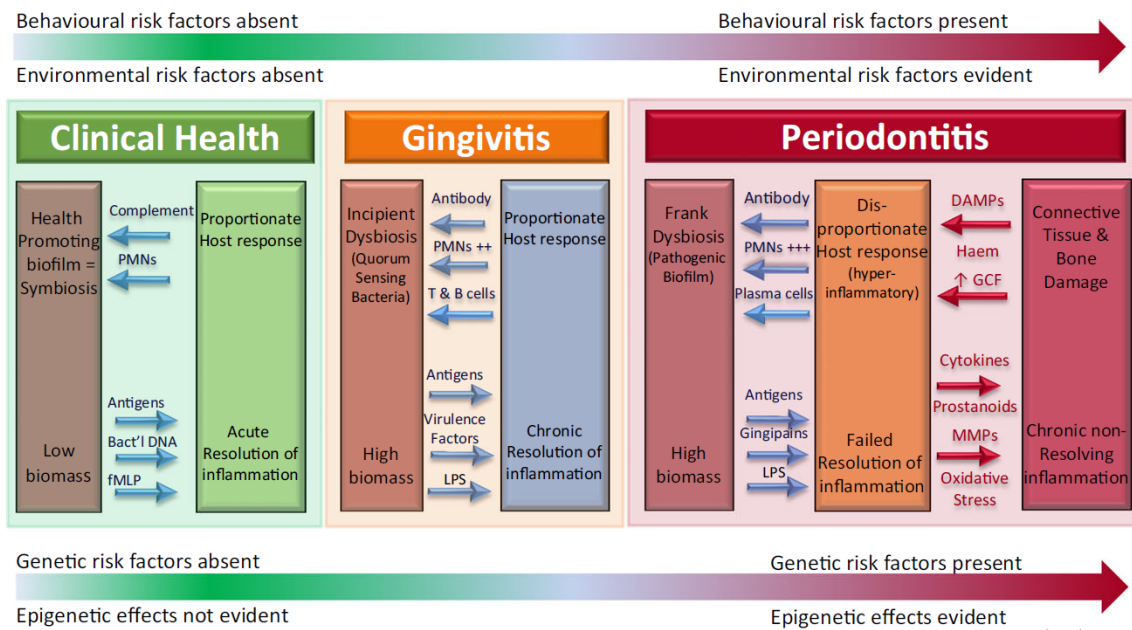 Behavioural risk factors absent
Behavioural risk factors present
Environmental risk factors absent
Environmental risk factors evident
Clinical Health
Health
Promoting
biofilm =
Symbiosis
Low
biomass
Complement
PMNs
Antigens
Bact'l DNA
fMLP
Proportionate
Host response
Acute
Resolution of
inflammation
Gingivitis
Incipient
Dysbiosis
(Quorum
Sensing
Bacteria)
High
biomass
Antibody
PMNs ++
T & B cells
Antigens
Virulence
Factors
LPS
Proportionate
Host response
Chronic
Resolution of
inflammation
Periodontitis
Frank
Dysbiosis
(Pathogenic
Biofilm)
High
biomass
Antibody
PMNs +++
Plasma cells
Antigens
Gingipains
LPS
Dis-
proportionate
Host response
(hyper-
inflammatory)
Failed
Resolution of
inflammation
DAMPs
Haem
↑ GCF
Cytokines
Prostanoids
MMPs
Oxidative
Stress
Connective
Tissue &
Bone
Damage
Chronic non-
Resolving
inflammation
Genetic risk factors absent
Genetic risk factors present
Epigenetic effects not evident
Epigenetic effects evident